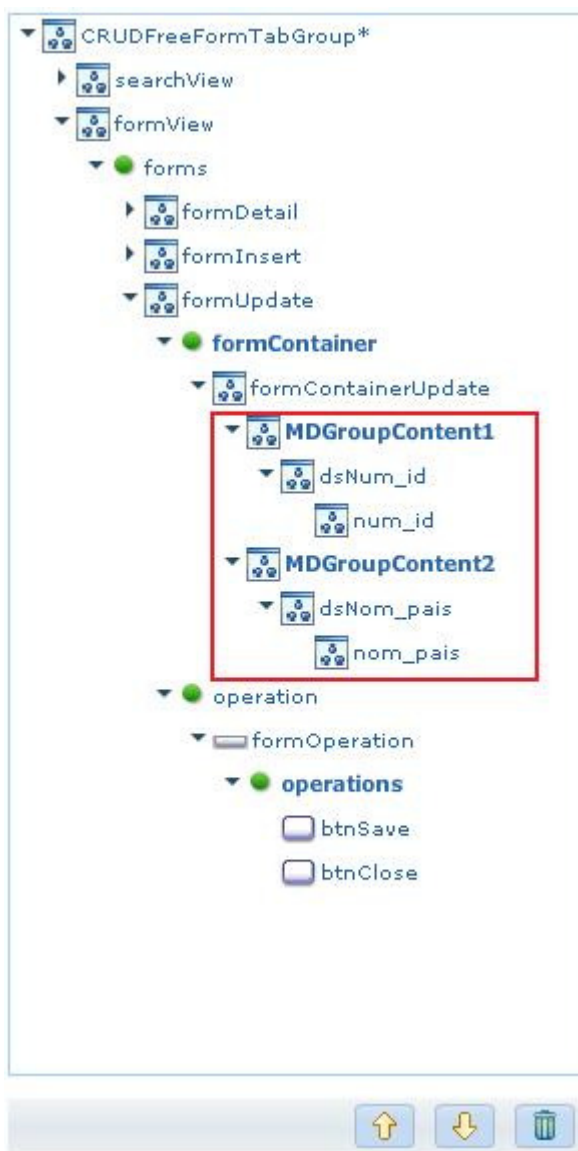 CRUDFreeFormTabGroup*
searchView
formView
forms
formDetail
formInsert
formUpdate
formContainer
formContainerUpdate
MDGroupContent1
dsNum_id
num_id
MDGroupContent2
dsNom_pais
nom_pais
operation
formOperation
operations
btnSave
btnClose